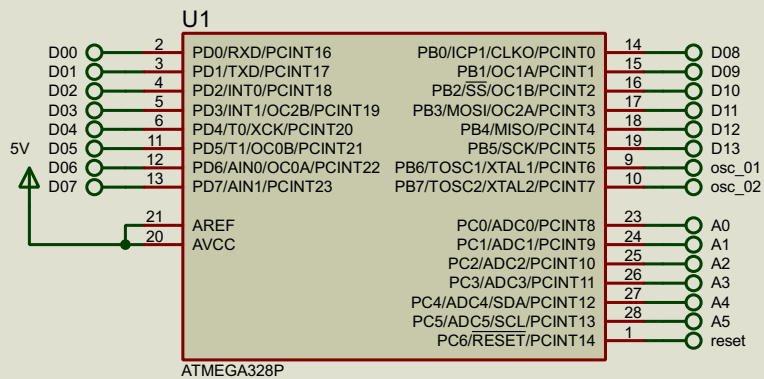 U1
D00 2 PD0/RXD/PCINT16 PB0/ICP1/CLKO/PCINT0 14 D08
D01 3 PD1/TXD/PCINT17 PB1/OC1A/PCINT1 15 D09
D02 4 PD2/INT0/PCINT18 PB2/SS/OC1B/PCINT2 16 D10
D03 5 PD3/INT1/OC2B/PCINT19 PB3/MOSI/OC2A/PCINT3 17 D11
D04 6 PD4/T0/XCK/PCINT20 PB4/MISO/PCINT4 18 D12
5V D05 11 PD5/T1/OC0B/PCINT21 PB5/SCK/PCINT5 19 D13
D06 12 PD6/AIN0/OC0A/PCINT22 PB6/TOSC1/XTAL1/PCINT6 9 osc_01
D07 13 PD7/AIN1/PCINT23 PB7/TOSC2/XTAL2/PCINT7 10 osc_02
21 AREF PC0/ADC0/PCINT8 23 A0
20 AVCC PC1/ADC1/PCINT9 24 A1
PC2/ADC2/PCINT10 25 A2
PC3/ADC3/PCINT11 26 A3
PC4/ADC4/SDA/PCINT12 27 A4
PC5/ADC5/SCL/PCINT13 28 A5
PC6/RESET/PCINT14 1 reset
ATMEGA328P